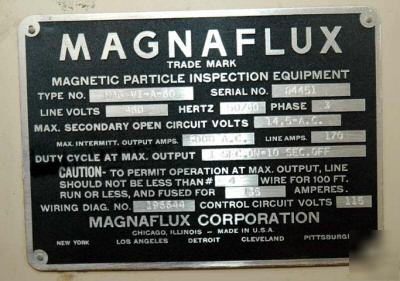 MAGNAFLUX
TRADE MARK
MAGNETIC PARTICLE INSPECTION EQUIPMENT
TYPE NO. SERIAL NO. 84451
LINE VOLTS HERTZ 50/60 PHASE 3
MAX. SECONDARY OPEN CIRCUIT VOLTS 14.5-A.C.
MAX. INTERMITT. OUTPUT AMPS. A.C. LINE AMPS. 170
DUTY CYCLE AT MAX. OUTPUT SEC.ON-10 SEC.OFF
CAUTION- TO PERMIT OPERATION AT MAX. OUTPUT, LINE
SHOULD NOT BE LESS THAN # 4 WIRE FOR 100 FT.
RUN OR LESS, AND FUSED FOR AMPERES.
WIRING DIAG. NO. 195644 CONTROL CIRCUIT VOLTS 115
MAGNAFLUX CORPORATION
CHICAGO, ILLINOIS - MADE IN U.S.A.
NEW YORK LOS ANGELES DETROIT CLEVELAND PITTSBURGH